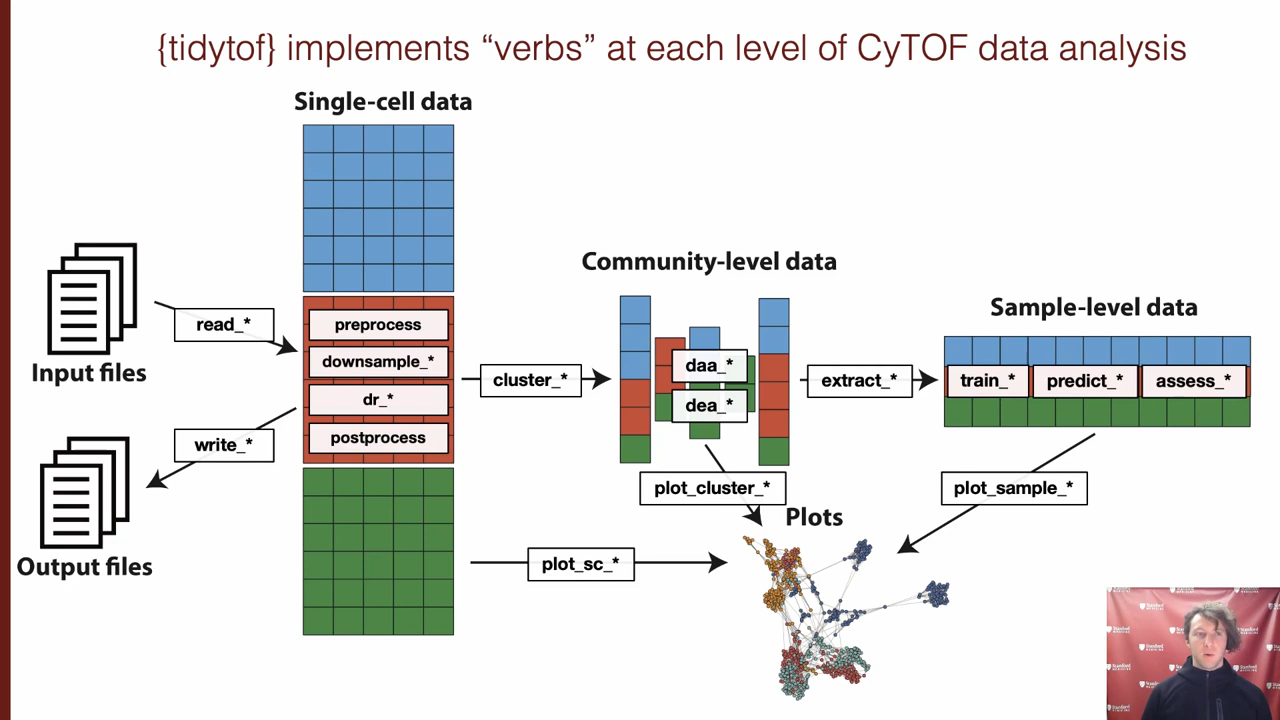 {tidytof} implements “verbs” at each level of CyTOF data analysis
Single-cell data
Community-level data
Sample-level data
Input files
read_*
write_*
Output files
preprocess
downsample_*
dr_*
postprocess
cluster_*
daa_*
dea_*
extract_*
train_*
predict_*
assess_*
plot_cluster_*
plot_sample_*
Plots
plot_sc_*
Stanford
MEDICINE